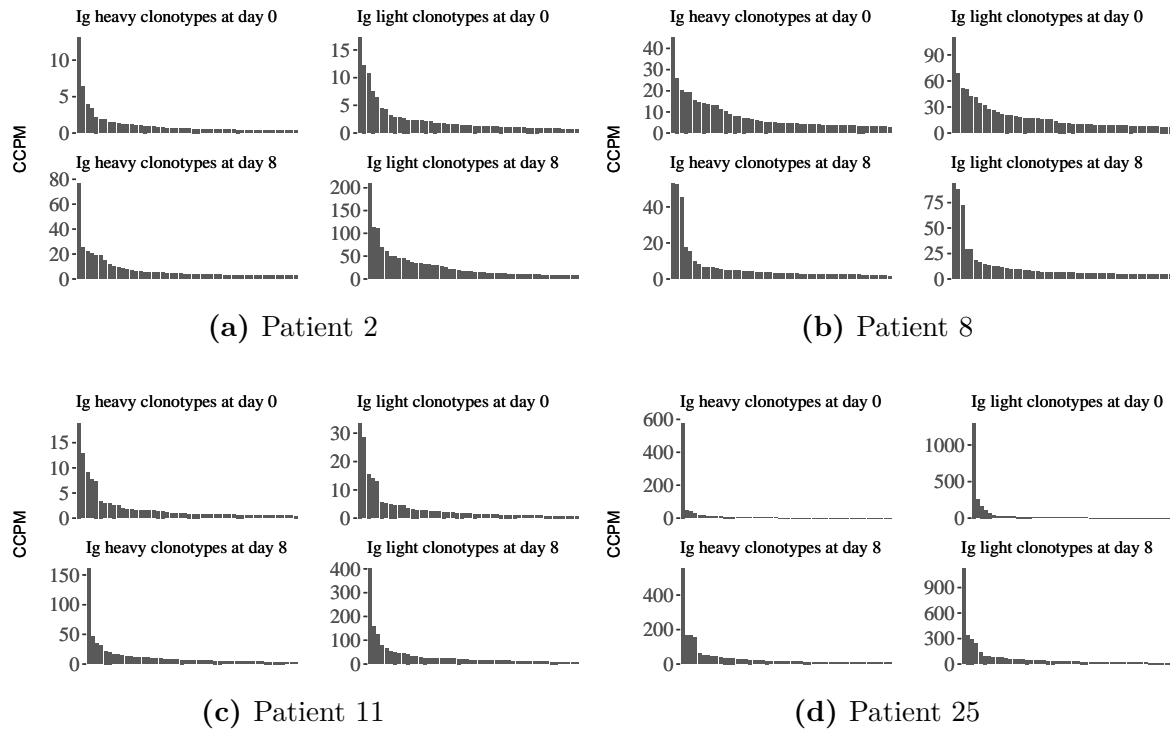 Ig heavy clonotypes at day 0
Ig light clonotypes at day 0
Ig heavy clonotypes at day 0
Ig light clonotypes at day 0
10
5
0
15
10
5
0
40
30
20
10
0
90
60
30
0
CCPM
CCPM
Ig heavy clonotypes at day 8
Ig light clonotypes at day 8
Ig heavy clonotypes at day 8
Ig light clonotypes at day 8
80
60
40
20
0
200
150
100
50
0
40
20
0
75
50
25
0
(a) Patient 2
(b) Patient 8
Ig heavy clonotypes at day 0
Ig light clonotypes at day 0
Ig heavy clonotypes at day 0
Ig light clonotypes at day 0
15
10
5
0
30
20
10
0
600
400
200
0
1000
500
0
CCPM
CCPM
Ig heavy clonotypes at day 8
Ig light clonotypes at day 8
Ig heavy clonotypes at day 8
Ig light clonotypes at day 8
150
100
50
0
400
300
200
100
0
400
200
0
900
600
300
0
(c) Patient 11
(d) Patient 25